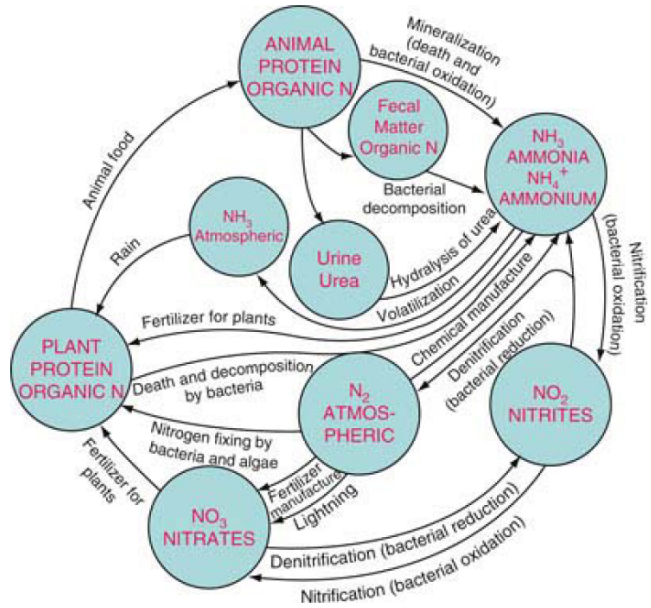 ANIMAL
PROTEIN
ORGANIC N
Mineralization
(death and
bacterial oxidation)
Fecal
Matter
Organic N
NH₃
AMMONIA
NH₄⁺
AMMONIUM
Bacterial
decomposition
Animal food
NH₃
Atmospheric
Urine
Urea
Hydralysis of urea
Volatilization
Nitrification
(bacterial oxidation)
Rain
Fertilizer for plants
Chemical manufacture
Denitrification
(bacterial reduction)
PLANT
PROTEIN
ORGANIC N
Death and decomposition
by bacteria
N₂
ATMOS-
PHERIC
NO₂
NITRITES
Nitrogen fixing by
bacteria and algae
Fertilizer for
plants
Fertilizer
manufacture
Lightning
NO₃
NITRATES
Denitrification (bacterial reduction)
Nitrification (bacterial oxidation)